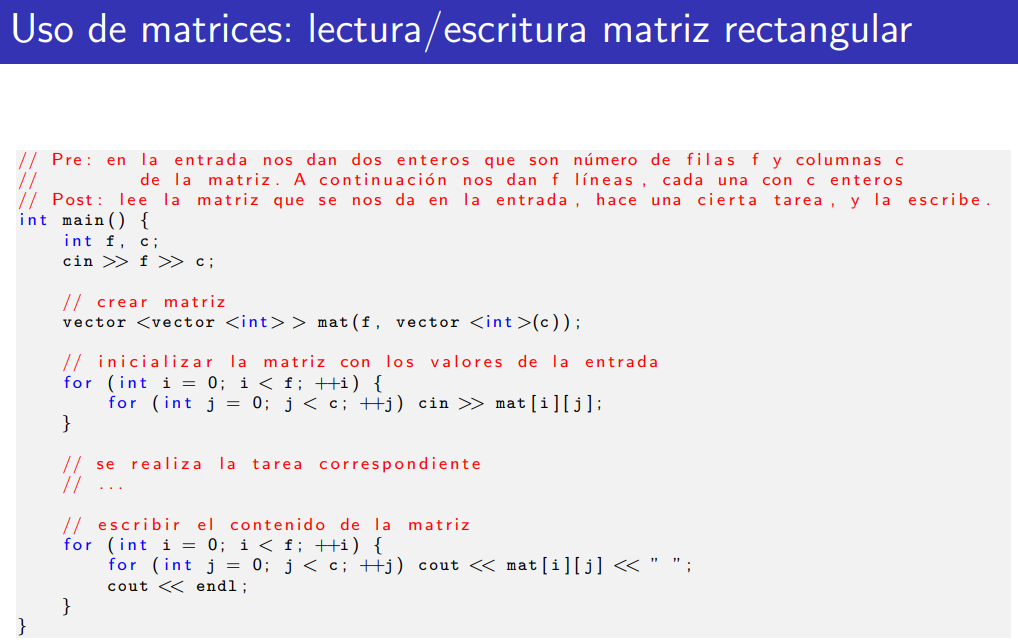 Uso de matrices: lectura/escritura matriz rectangular
// Pre: en la entrada nos dan dos enteros que son número de filas f y columnas c
//          de la matriz. A continuación nos dan f líneas, cada una con c enteros
// Post: lee la matriz que se nos da en la entrada, hace una cierta tarea, y la escribe.
int main() {
    int f, c;
    cin >> f >> c;
    // crear matriz
    vector <vector <int> > mat(f, vector <int>(c));
    // inicializar la matriz con los valores de la entrada
    for (int i = 0; i < f; ++i) {
        for (int j = 0; j < c; ++j) cin >> mat[i][j];
    }
    // se realiza la tarea correspondiente
    // ...
    // escribir el contenido de la matriz
    for (int i = 0; i < f; ++i) {
        for (int j = 0; j < c; ++j) cout << mat[i][j] << " ";
        cout << endl;
    }
}